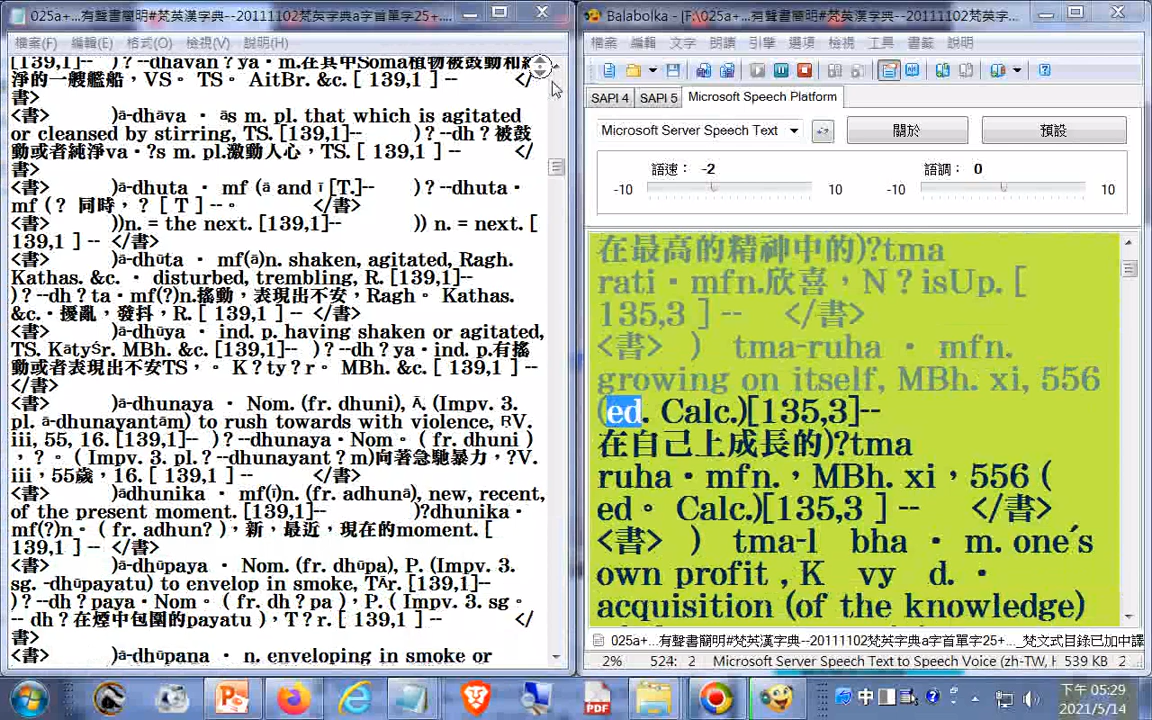 025a+...有聲書簡明#梵英漢字典--20111102梵英字典a字首單字25+...
檔案(F) 編輯(E) 格式(O) 檢視(V) 說明(H)
[139,1]-- )?--dhavan?ya‧m.在其中Soma植物被鼓動和純
淨的一艘艦船，VS。 TS。 AitBr. &c. [ 139,1 ] -- </
書>
<書> )ā-dhāva ‧ ās m. pl. that which is agitated
or cleansed by stirring, TS. [139,1]-- )?--dh?被鼓
動或者純淨va‧?s m. pl.激動人心，TS. [ 139,1 ] -- </
書>
<書> )ā-dhuta ‧ mf (ā and ī [T.]-- )?--dhuta‧
mf (? 同時，? [ T ] --。 </書>
<書> ))n. = the next. [139,1]-- )) n. = next. [
139,1 ] -- </書>
<書> )ā-dhūta ‧ mf(ā)n. shaken, agitated, Ragh.
Kathas. &c. ‧ disturbed, trembling, R. [139,1]--
)?--dh?ta‧mf(?)n.搖動，表現出不安，Ragh。 Kathas.
&c.‧擾亂，發抖，R. [ 139,1 ] -- </書>
<書> )ā-dhūya ‧ ind. p. having shaken or agitated,
TS. KātyŚr. MBh. &c. [139,1]-- )?--dh?ya‧ind. p.有搖
動或者表現出不安TS，。 K?ty?r。 MBh. &c. [ 139,1 ] --
</書>
<書> )ā-dhunaya ‧ Nom. (fr. dhuni), Ā. (Impv. 3.
pl. ā-dhunayantām) to rush towards with violence, RV.
iii, 55, 16. [139,1]-- )?--dhunaya‧Nom。( fr. dhuni )
，?。( Impv. 3. pl.?--dhunayant?m)向著急馳暴力，?V.
iii，55歲，16. [ 139,1 ] -- </書>
<書> )ādhunika ‧ mf(ī)n. (fr. adhunā), new, recent,
of the present moment. [139,1]-- )?dhunika‧
mf(?)n。( fr. adhun?)，新，最近，現在的moment. [
139,1 ] -- </書>
<書> )ā-dhūpaya ‧ Nom. (fr. dhūpa), P. (Impv. 3.
sg. -dhūpayatu) to envelop in smoke, TĀr. [139,1]--
)?--dh?paya‧Nom。( fr. dh?pa )，P. ( Impv. 3. sg。
-- dh?在煙中包圍的payatu )，T?r. [ 139,1 ] -- </
書>
<書> )ā-dhūpana ‧ n. enveloping in smoke or
Balabolka - [F:\025a+...有聲書簡明#梵英漢字典--20111102梵英字...
檔案 編輯 文字 朗讀 引擎 選項 檢視 工具 書籤 說明
SAPI 4 SAPI 5 Microsoft Speech Platform
Microsoft Server Speech Text 關於 預設
語速： -2 語調： 0
-10 10 -10 10
在最高的精神中的)?tma
rati‧mfn.欣喜，N?isUp. [
135,3 ] -- </書>
<書> ) tma-ruha ‧ mfn.
growing on itself, MBh. xi, 556
(ed. Calc.)[135,3]--
在自己上成長的)?tma
ruha‧mfn.，MBh. xi，556 (
ed。 Calc.)[135,3 ] -- </書>
<書> ) tma-l bha ‧ m. one's
own profit , K vy d. ‧
acquisition (of the knowledge)
025a+...有聲書簡明#梵英漢字典--20111102梵英字典a字首單字25+..._梵文式目錄已加中譯
2% 524: 2 Microsoft Server Speech Text to Speech Voice (zh-TW, H 539 KB 2
下午 05:29
2021/5/14